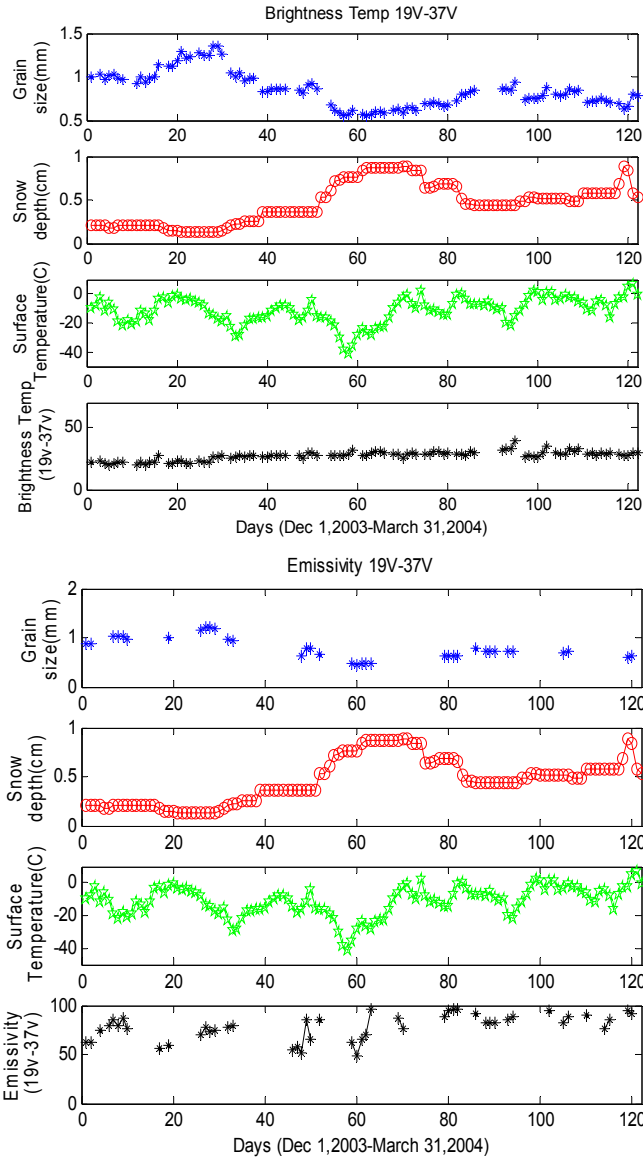 Brightness Temp 19V-37V
Grain
size(mm)
1.5
1
0.5
0 20 40 60 80 100 120
Snow
depth(cm)
1
0.5
0
0 20 40 60 80 100 120
Surface
Temperature(C)
0
-20
-40
0 20 40 60 80 100 120
Brightness Temp
(19v-37v)
50
0
0 20 40 60 80 100 120
Days (Dec 1,2003-March 31,2004)
Emissivity 19V-37V
Grain
size(mm)
2
1
0
0 20 40 60 80 100 120
Snow
depth(cm)
1
0.5
0
0 20 40 60 80 100 120
Surface
Temperature(C)
0
-20
-40
0 20 40 60 80 100 120
Emissivity
(19v-37v)
100
50
0
0 20 40 60 80 100 120
Days (Dec 1,2003-March 31,2004)